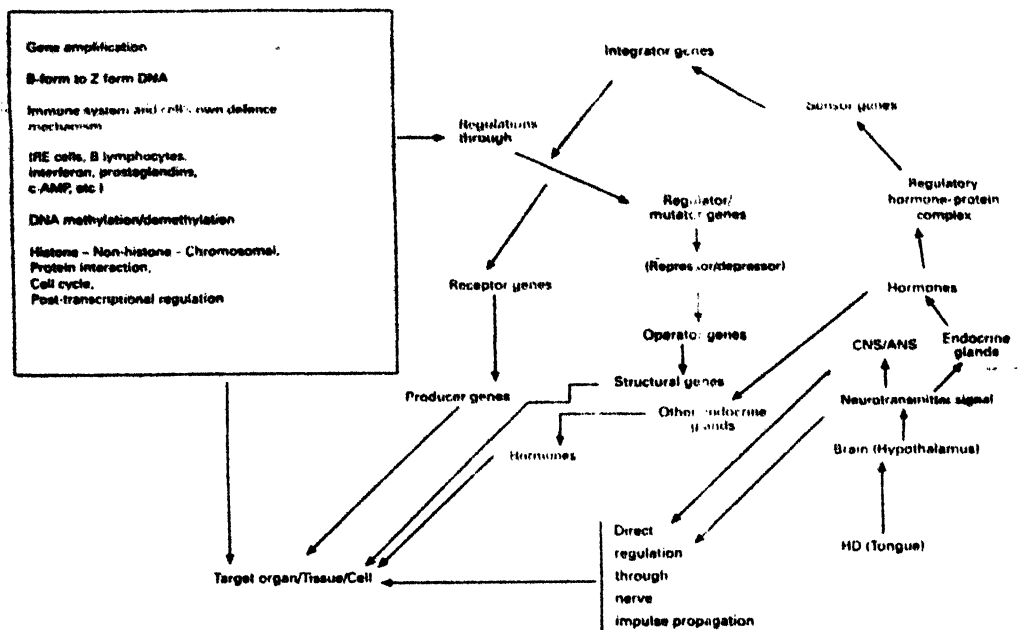 Gene amplification
B-form to Z form DNA
Immune system and cell's own defence
mechanism
(RE cells, B lymphocytes,
interferon, prostaglandins,
c-AMP, etc)
DNA methylation/demethylation
Histone – Non-histone - Chromosomal,
Protein interaction,
Cell cycle,
Post-transcriptional regulation
Regulations
through
Integrator genes
Sensor genes
Regulatory
hormone-protein
complex
Hormones
Endocrine
glands
CNS/ANS
Neurotransmitter signal
Brain (Hypothalamus)
HD (Tongue)
Regulator/
mutator genes
(Repressor/depressor)
Operator genes
Structural genes
Other endocrine
glands
Hormones
Receptor genes
Producer genes
Target organ/Tissue/Cell
Direct
regulation
through
nerve
impulse propagation